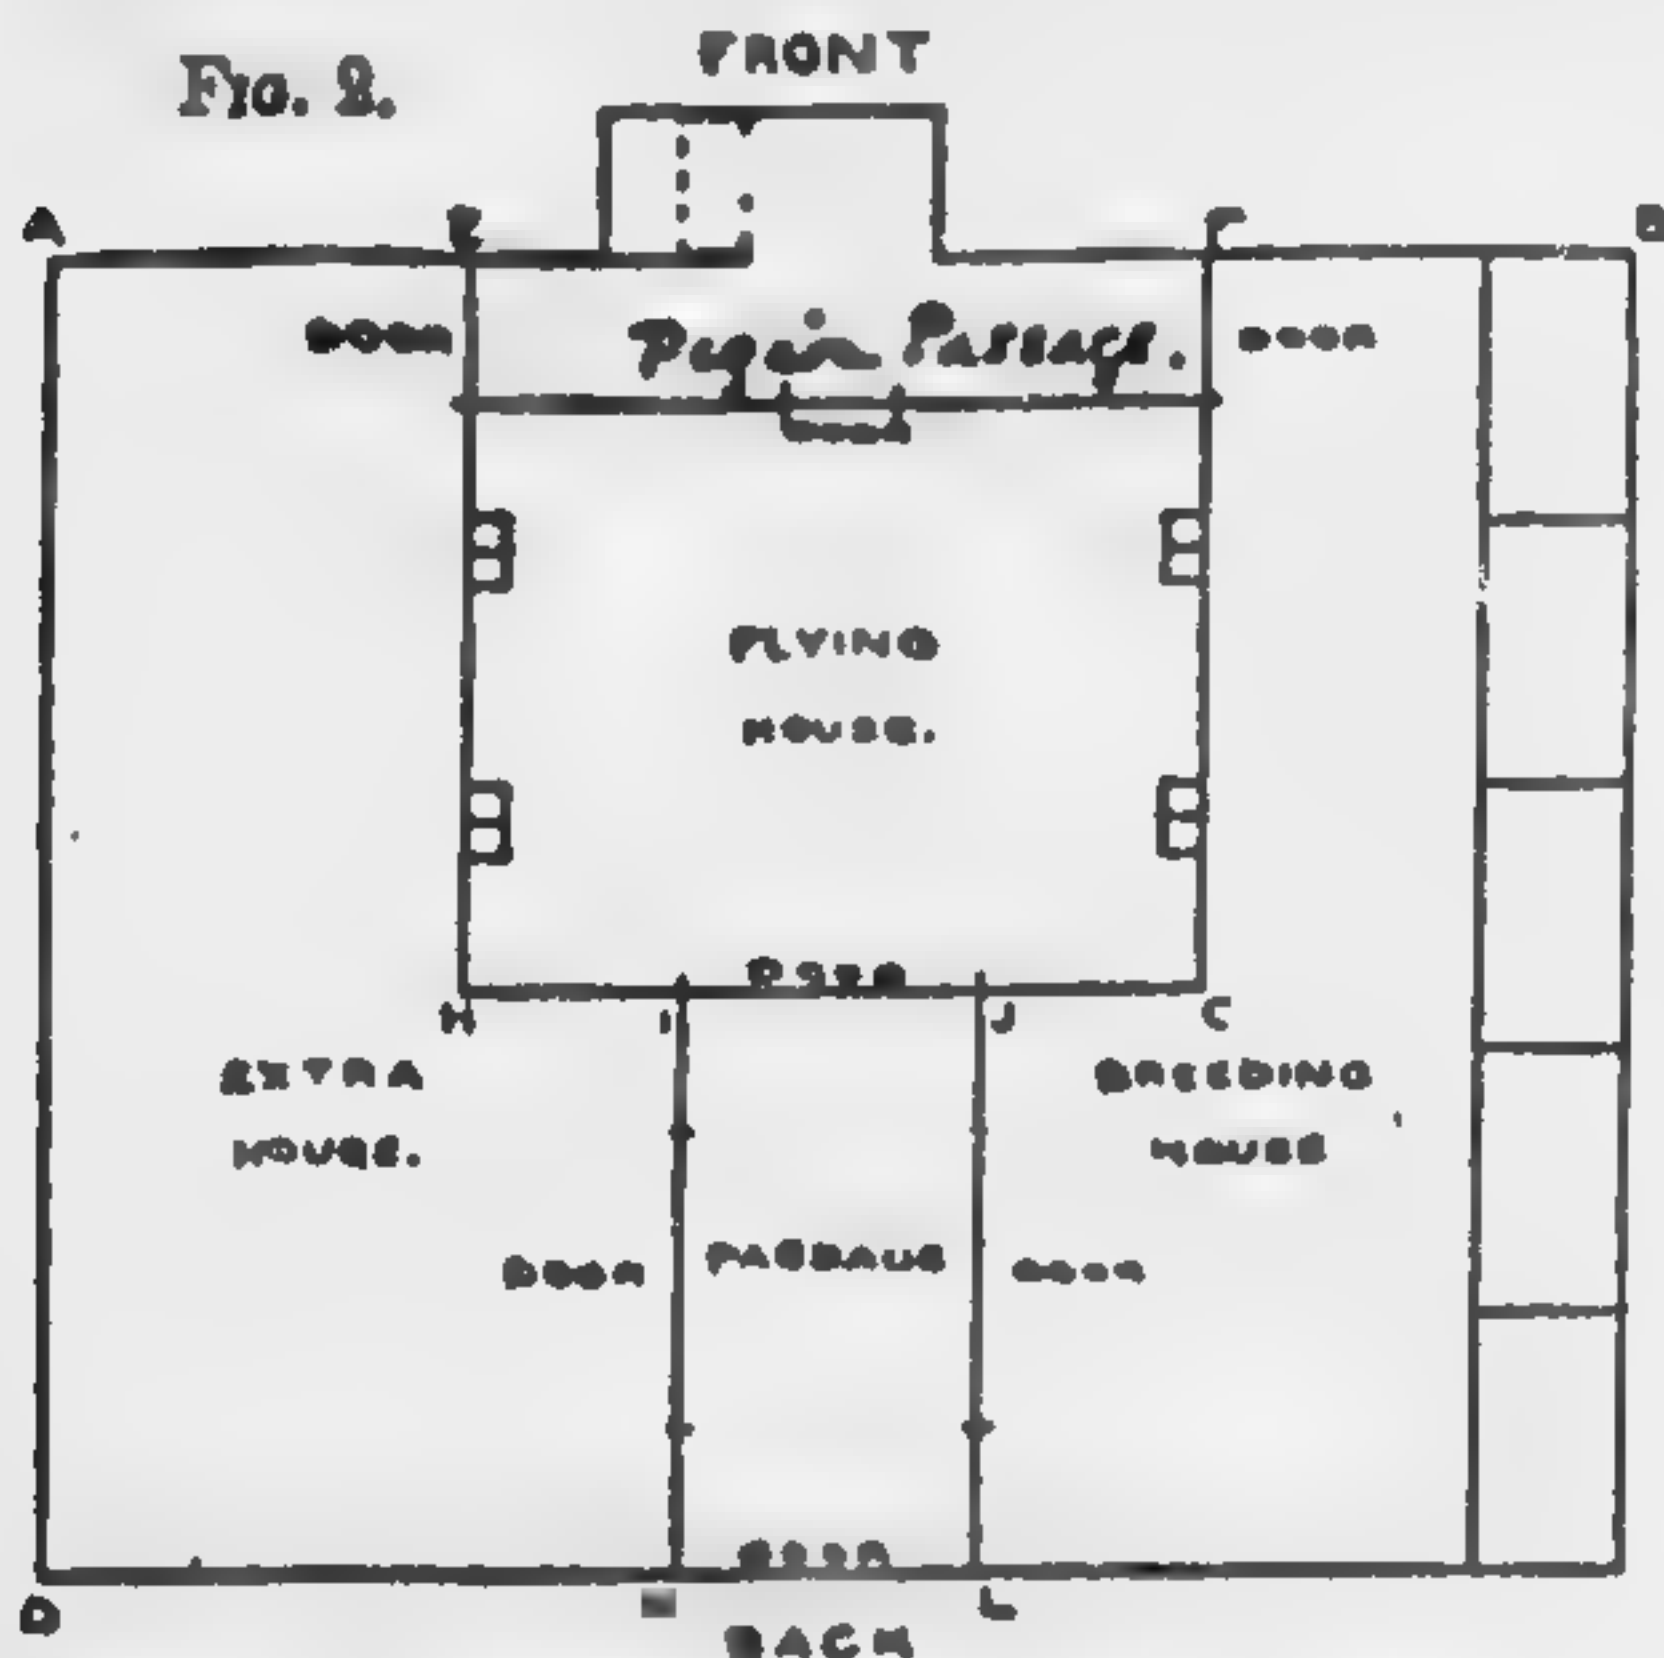 FRONT
FIG. 2.
A E F B
DOOR Pigeon Passage. DOOR
FLYING
HOUSE.
DOOR
H I J C
EXTRA
HOUSE.
BREEDING
HOUSE
DOOR PASSAGE DOOR
DOOR
D L
BACK